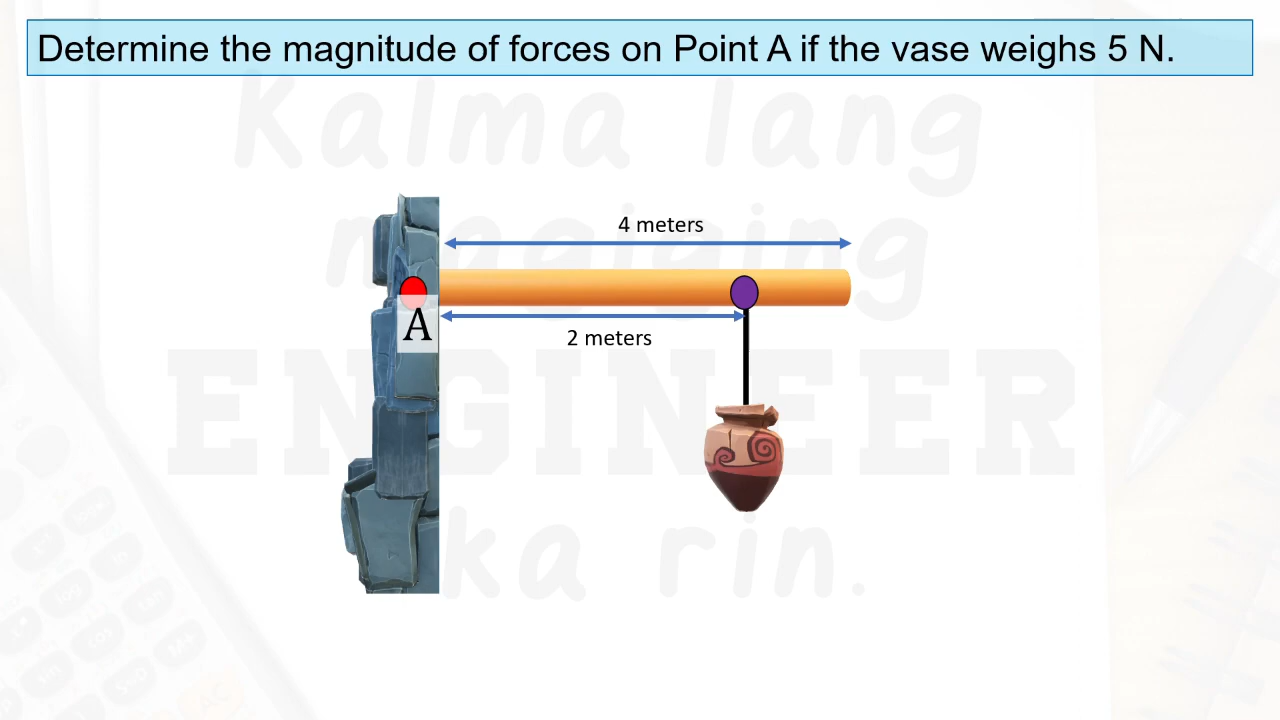 Determine the magnitude of forces on Point A if the vase weighs 5 N.
Kalma lang
magiging
4 meters
A
2 meters
ENGINEER
ka rin.